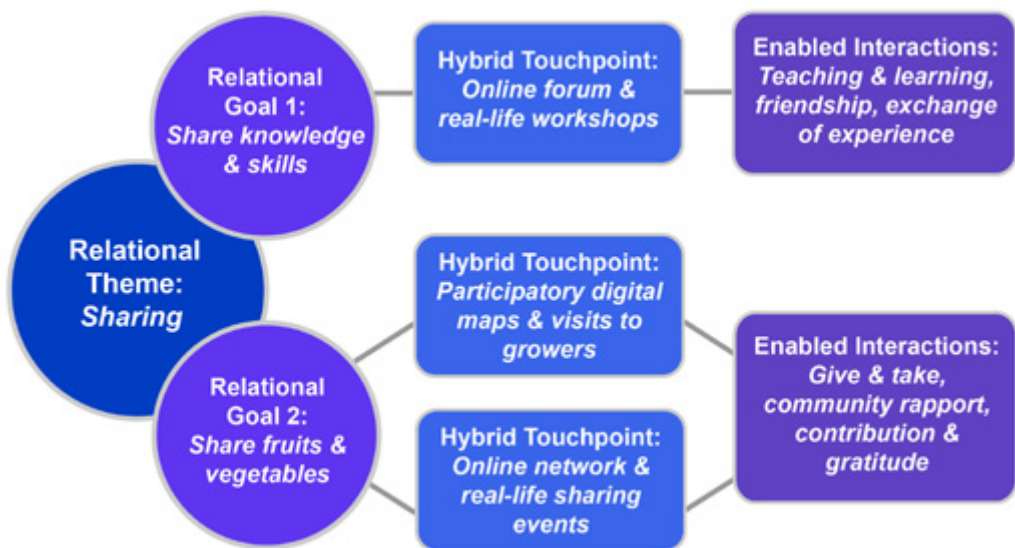 Relational
Theme:
Sharing
Relational
Goal 1:
Share knowledge
& skills
Hybrid Touchpoint:
Online forum &
real-life workshops
Enabled Interactions:
Teaching & learning,
friendship, exchange
of experience
Relational
Goal 2:
Share fruits &
vegetables
Hybrid Touchpoint:
Participatory digital
maps & visits to
growers
Hybrid Touchpoint:
Online network &
real-life sharing
events
Enabled Interactions:
Give & take,
community rapport,
contribution &
gratitude